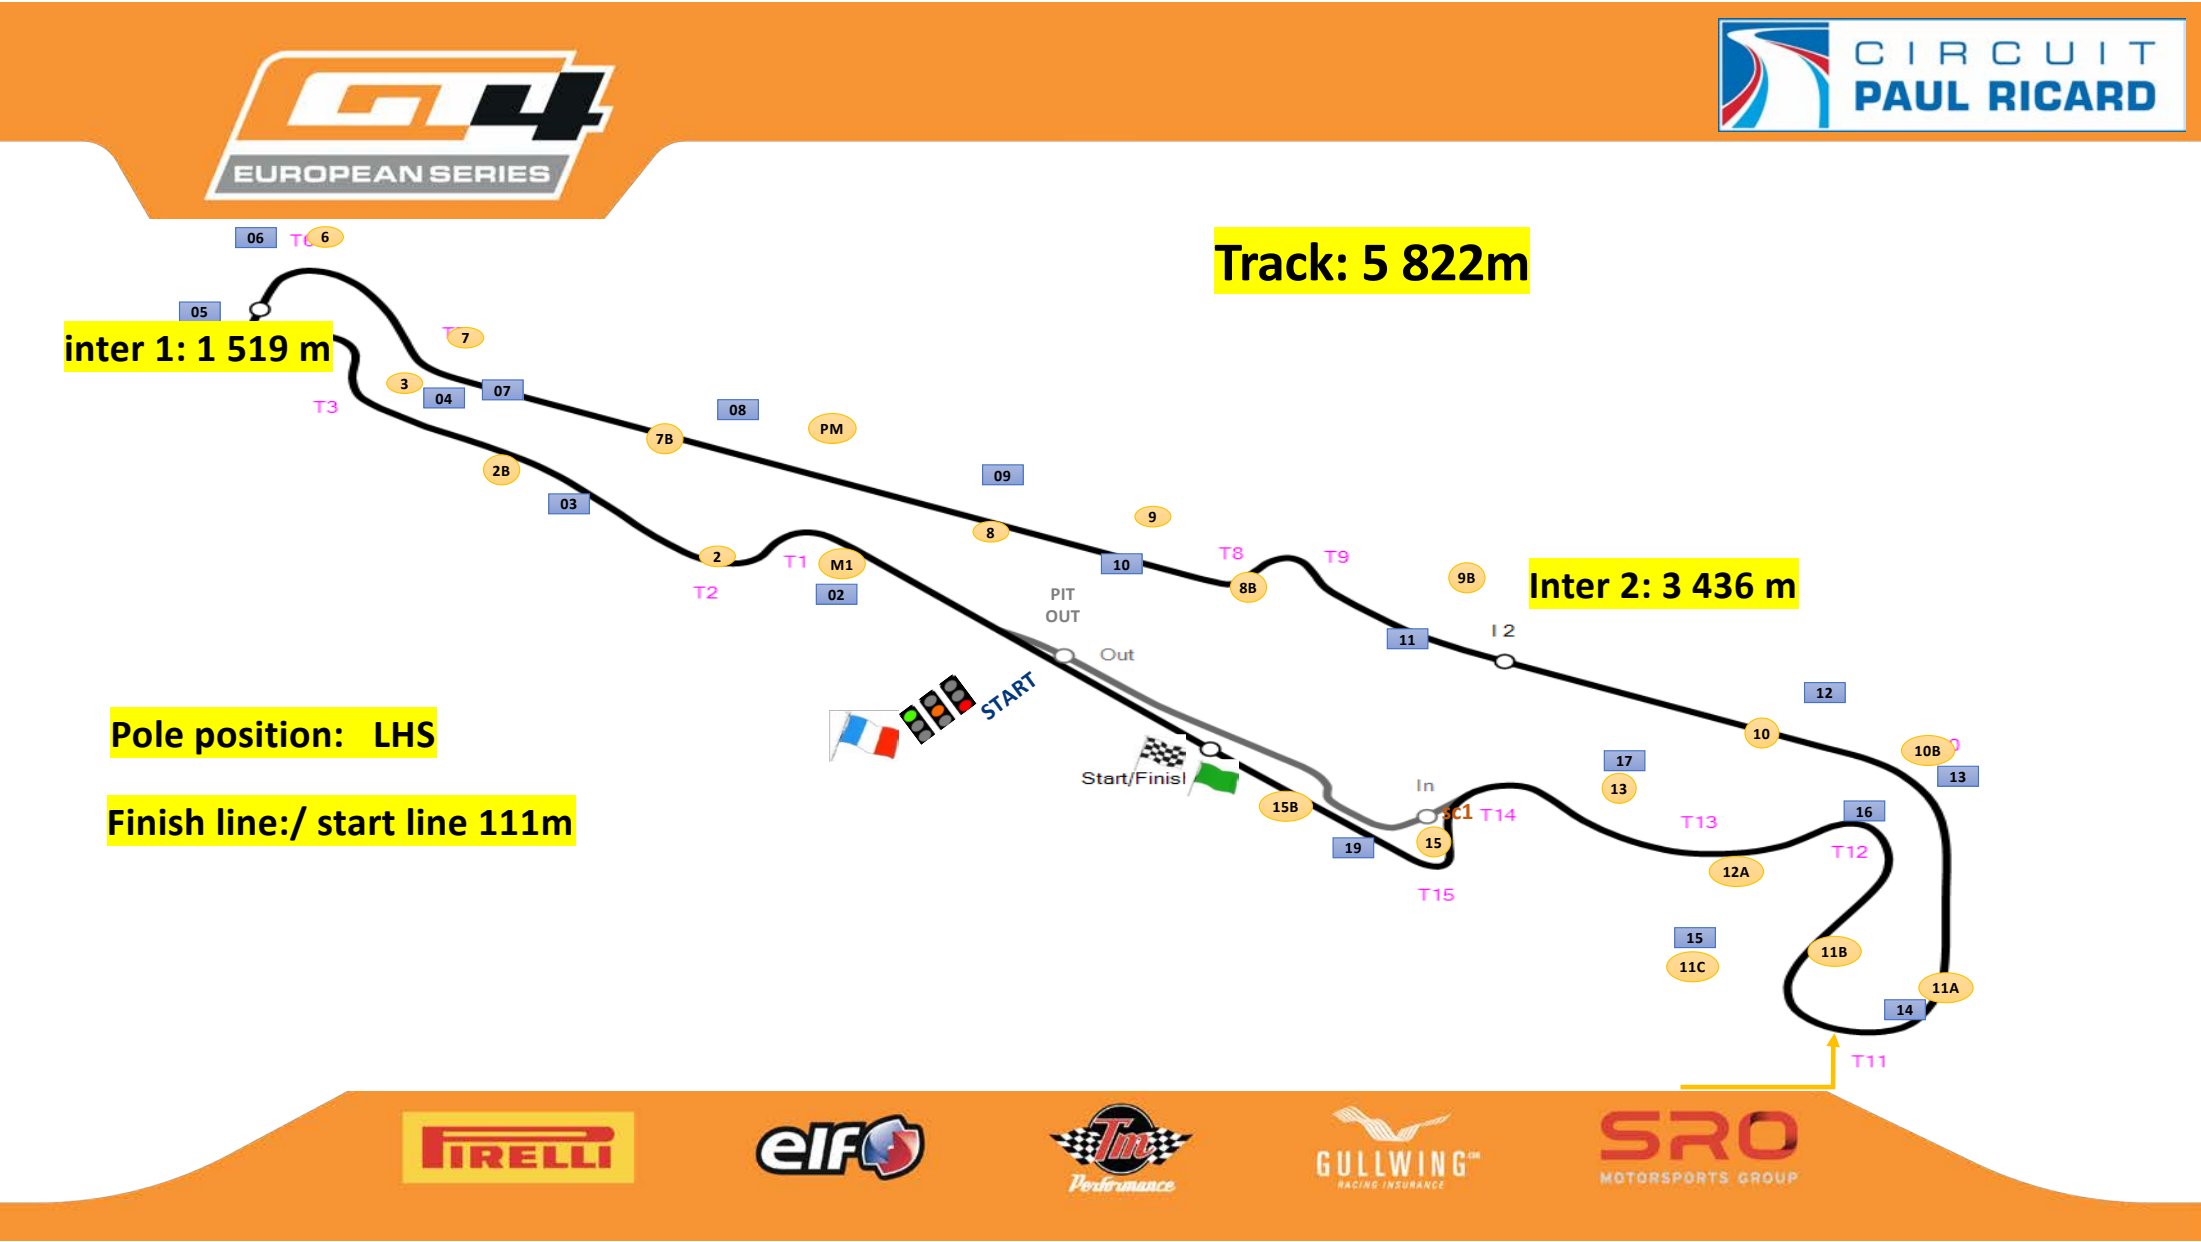 GT4
EUROPEAN SERIES
CIRCUIT
PAUL RICARD
Track: 5 822m
06
6
05
inter 1: 1 519 m
7
3
04
07
T3
08
PM
7B
2B
03
09
9
8
10
2
T1
M1
T2
02
T8
T9
8B
9B
Inter 2: 3 436 m
PIT
OUT
Out
11
I 2
START
12
Pole position: LHS
10
10B
13
Start/Finish
17
13
In
15B
sc1
T14
T13
16
T12
Finish line:/ start line 111m
19
15
12A
T15
15
11C
11B
11A
14
T11
PIRELLI
elf
Tm
Performance
GULLWING
RACING INSURANCE
SRO
MOTORSPORTS GROUP